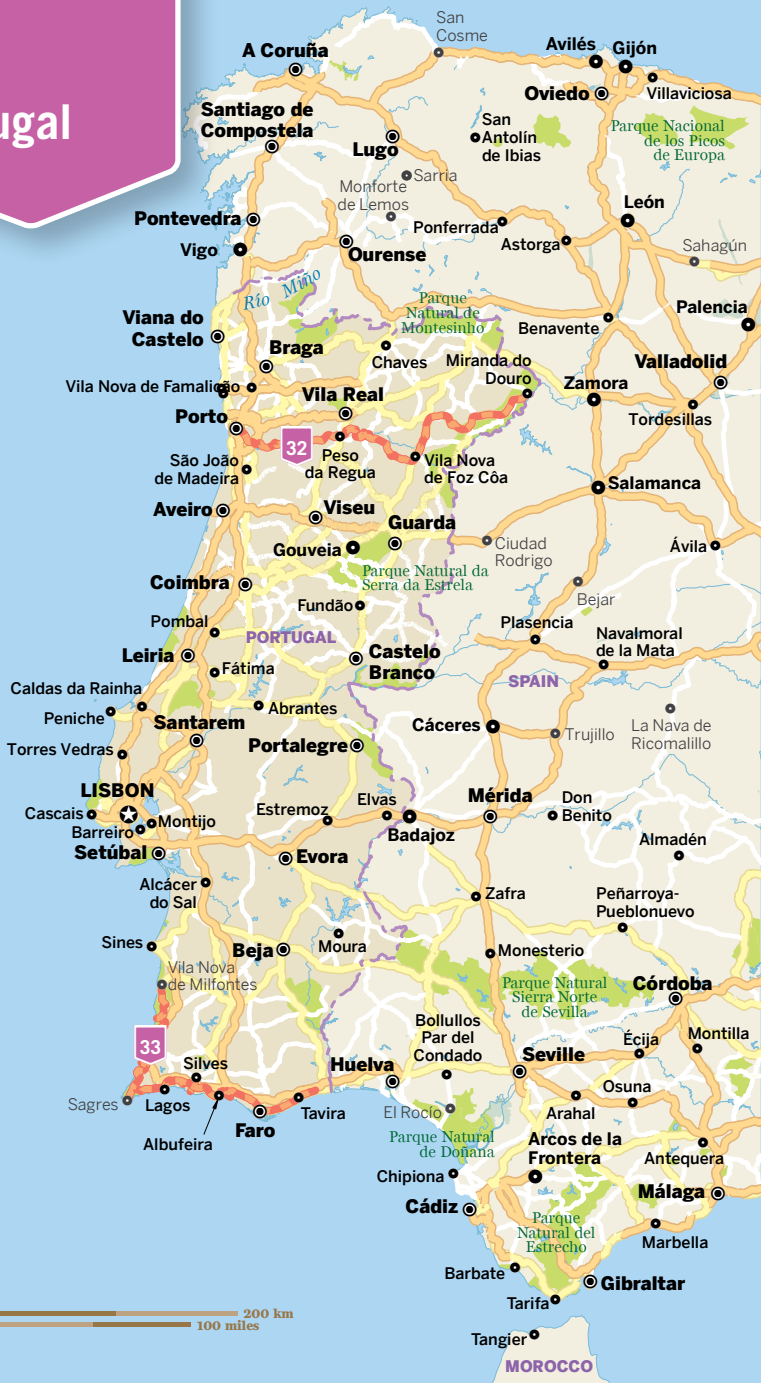 ugal
San
Cosme
A Coruña
Avilés
Gijón
Oviedo
Villaviciosa
Santiago de
Compostela
Lugo
San
Antolín
de Ibias
Parque Nacional
de los Picos
de Europa
Sarria
Monforte
de Lemos
León
Pontevedra
Ponferrada
Astorga
Vigo
Ourense
Sahagún
Río Miño
Parque
Natural de
Montesinho
Palencia
Viana do
Castelo
Benavente
Braga
Chaves
Miranda do
Douro
Valladolid
Vila Nova de Famalição
Vila Real
Zamora
Porto
Tordesillas
32
Peso
da Regua
São João
de Madeira
Vila Nova
de Foz Côa
Salamanca
Aveiro
Viseu
Guarda
Gouveia
Ciudad
Rodrigo
Ávila
Parque Natural da
Serra da Estrela
Coimbra
Bejar
Fundão
Pombal
PORTUGAL
Plasencia
Navalmoral
de la Mata
Leiria
Fátima
Castelo
Branco
SPAIN
Caldas da Rainha
Peniche
Abrantes
Santarem
Cáceres
Trujillo
La Nava de
Ricomalillo
Torres Vedras
Portalegre
LISBON
Cascais
Montijo
Barreiro
Estremoz
Elvas
Badajoz
Mérida
Don
Benito
Setúbal
Evora
Almadén
Alcácer
do Sal
Zafra
Peñarroya-
Pueblonuevo
Sines
Beja
Moura
Monesterio
Vila Nova
de Milfontes
Parque Natural
Sierra Norte
de Sevilla
Córdoba
33
Bollullos
Par del
Condado
Écija
Montilla
Silves
Huelva
Seville
Sagres
Lagos
Albufeira
Faro
Tavira
El Rocío
Arahal
Osuna
Parque Natural
de Doñana
Arcos de la
Frontera
Antequera
Chipiona
Málaga
Cádiz
Parque
Natural del
Estrecho
Marbella
Barbate
Gibraltar
Tarifa
200 km
100 miles
Tangier
MOROCCO